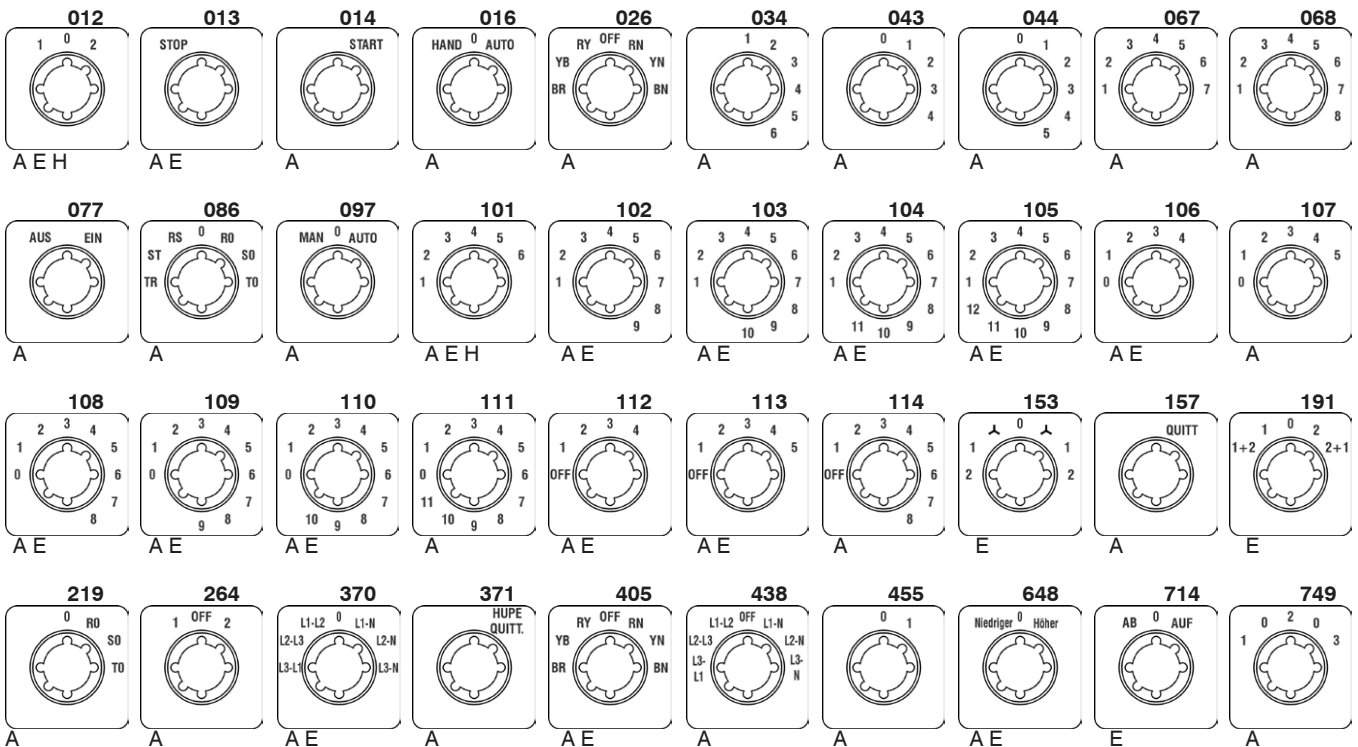 012
1 0 2
A E H
013
STOP
A E
014
START
A
016
HAND 0 AUTO
A
026
RY OFF RN
YB YN
BR BN
A
034
1
2
3
4
5
6
A
043
0
1
2
3
4
A
044
0
1
2
3
4
5
A
067
3 4 5
2 6
1 7
A
068
3 4 5
2 6
1 7
8
A
077
AUS EIN
A
086
RS 0 R0
ST S0
TR T0
A
097
MAN 0 AUTO
A
101
3 4 5
2 6
1
A E H
102
3 4 5
2 6
1 7
8
9
A E
103
3 4 5
2 6
1 7
8
10 9
A E
104
3 4 5
2 6
1 7
8
11 10 9
A E
105
3 4 5
2 6
1 7
12 8
11 10 9
A E
106
2 3 4
1
0
A E
107
2 3 4
1 5
0
A
108
2 3 4
1 5
0 6
7
8
A E
109
2 3 4
1 5
0 6
7
9 8
A E
110
2 3 4
1 5
0 6
7
10 9 8
A E
111
2 3 4
1 5
0 6
11 7
10 9 8
A
112
2 3 4
1
OFF
A E
113
2 3 4
1 5
OFF
A E
114
2 3 4
1 5
OFF 6
7
8
A
153
0
1 1
2 2
E
157
QUITT
A
191
1 0 2
1+2 2+1
E
219
0
R0
S0
T0
A
264
1 OFF 2
A
370
L1-L2 0 L1-N
L2-L3 L2-N
L3-L1 L3-N
A E
371
HUPE
QUITT.
A
405
RY OFF RN
YB YN
BR BN
A E
438
L1-L2 OFF L1-N
L2-L3 L2-N
L3- L3-
L1 N
A
455
0 1
A
648
Niedriger 0 Höher
A E
714
AB 0 AUF
E
749
0 2 0
1 3
A